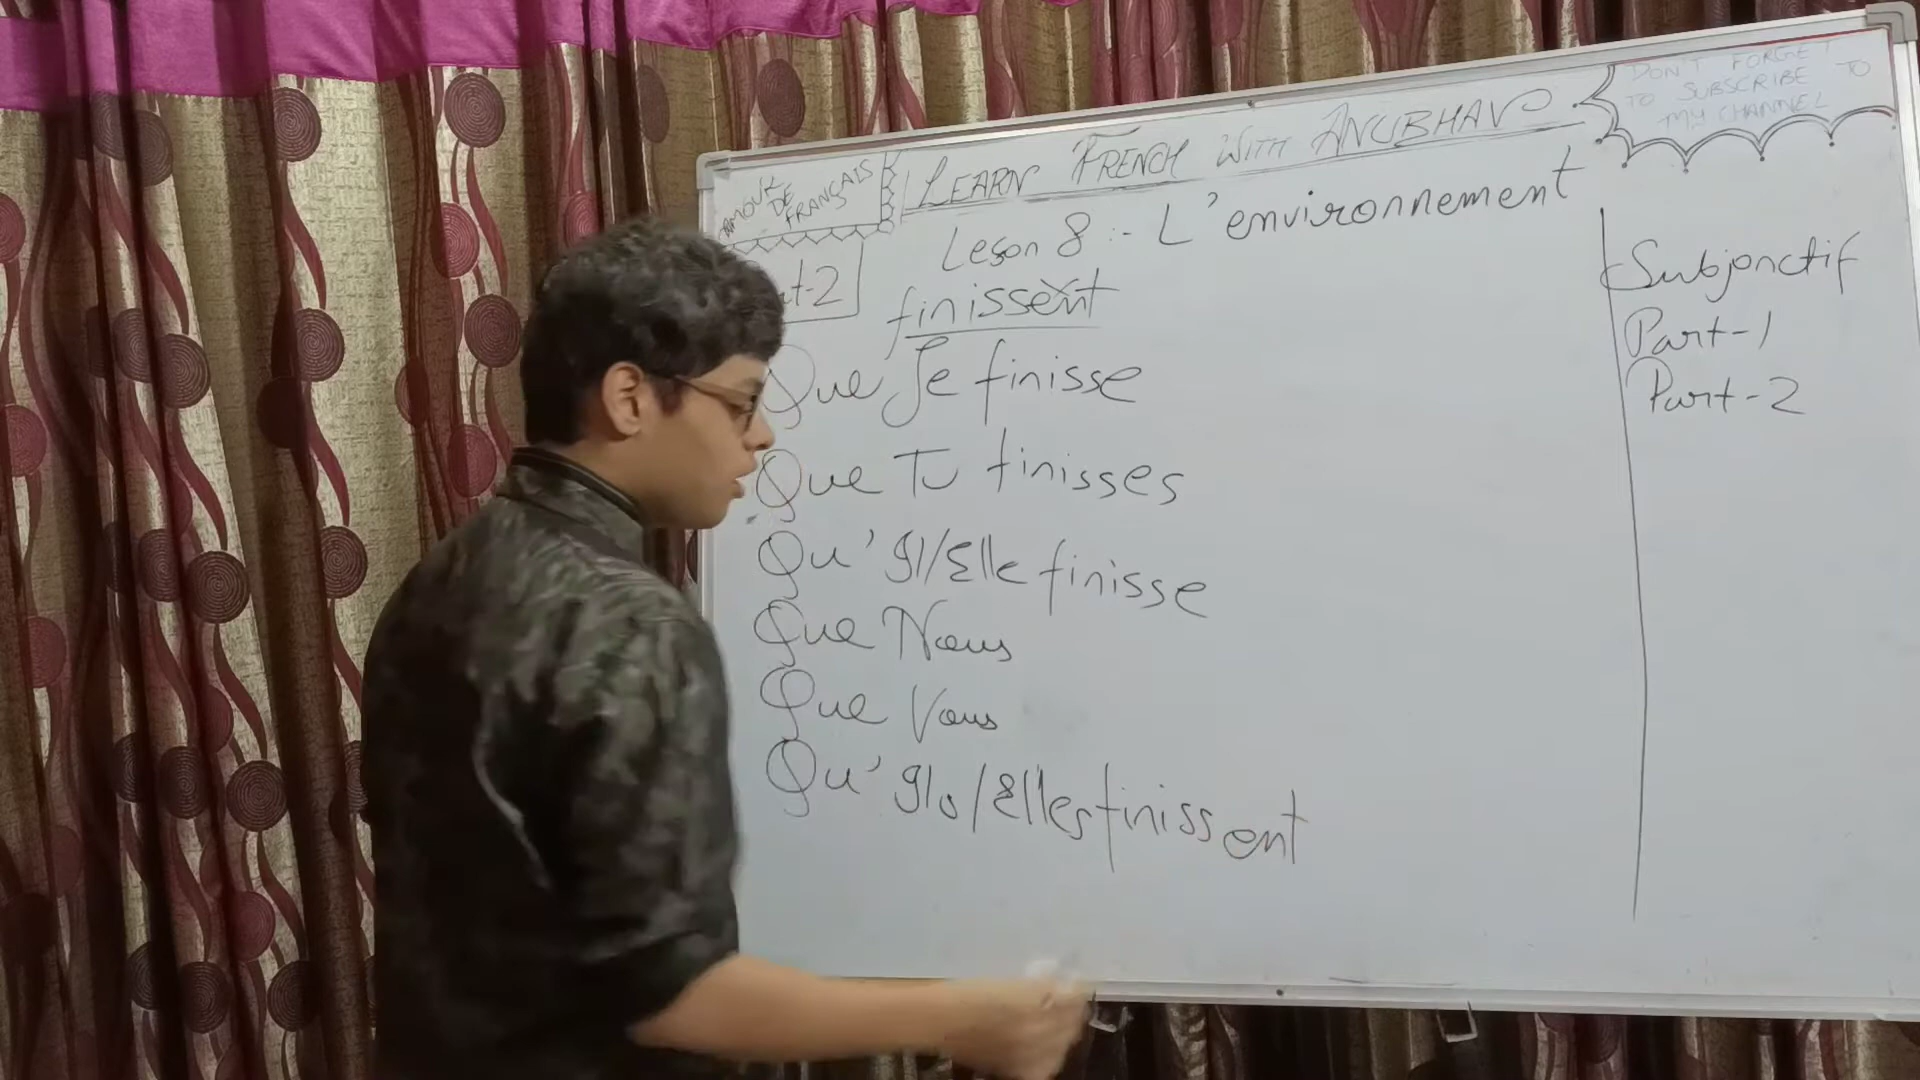 AMOUR
DE
FRANÇAIS
LEARN FRENCH WITH ANUBHAV
DON'T FORGET
TO SUBSCRIBE TO
MY CHANNEL
Leçon 8 :- L'environnement
finissent
Que Je finisse
Que Tu finisses
Qu' Il/Elle finisse
Que Nous
Que Vous
Qu' Ils/Elles finissent
Subjonctif
Part-1
Part-2